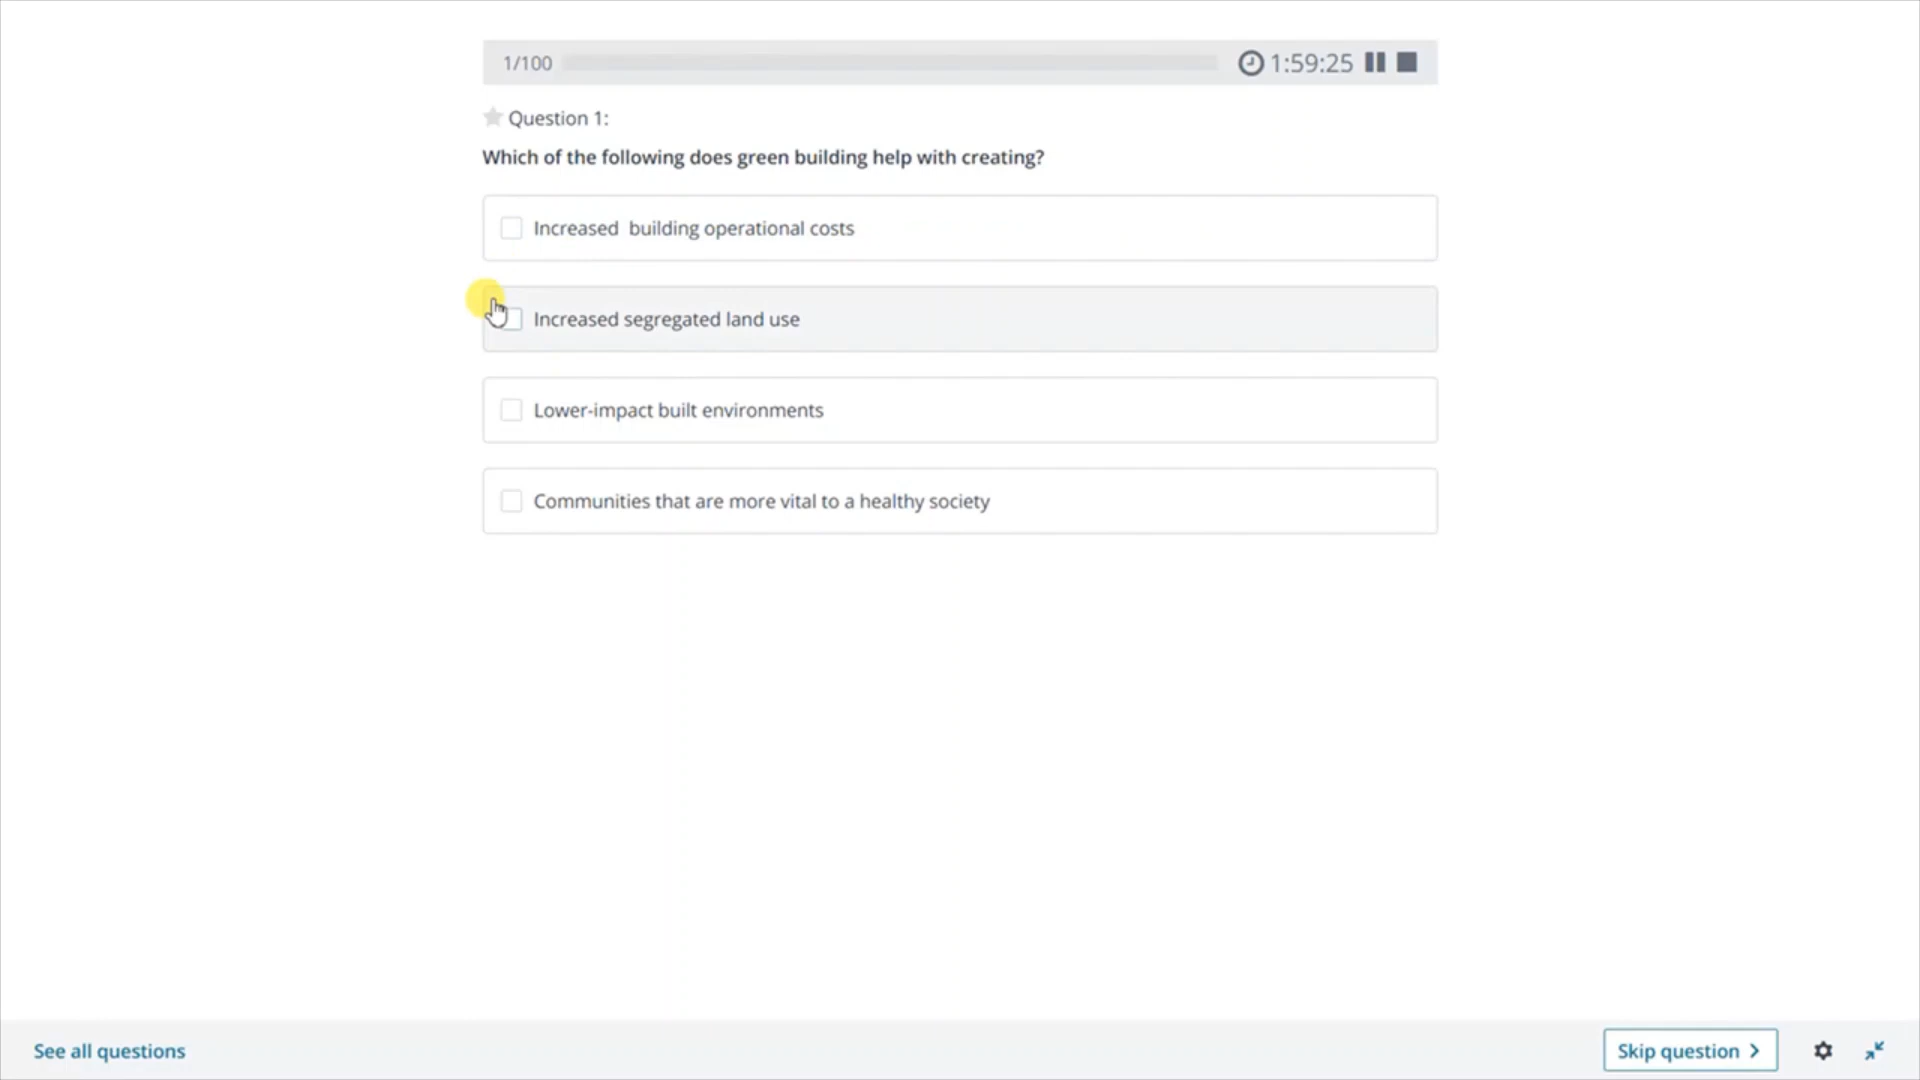 1/100
1:59:25
Question 1:
Which of the following does green building help with creating?
Increased  building operational costs
Increased segregated land use
Lower-impact built environments
Communities that are more vital to a healthy society
See all questions
Skip question